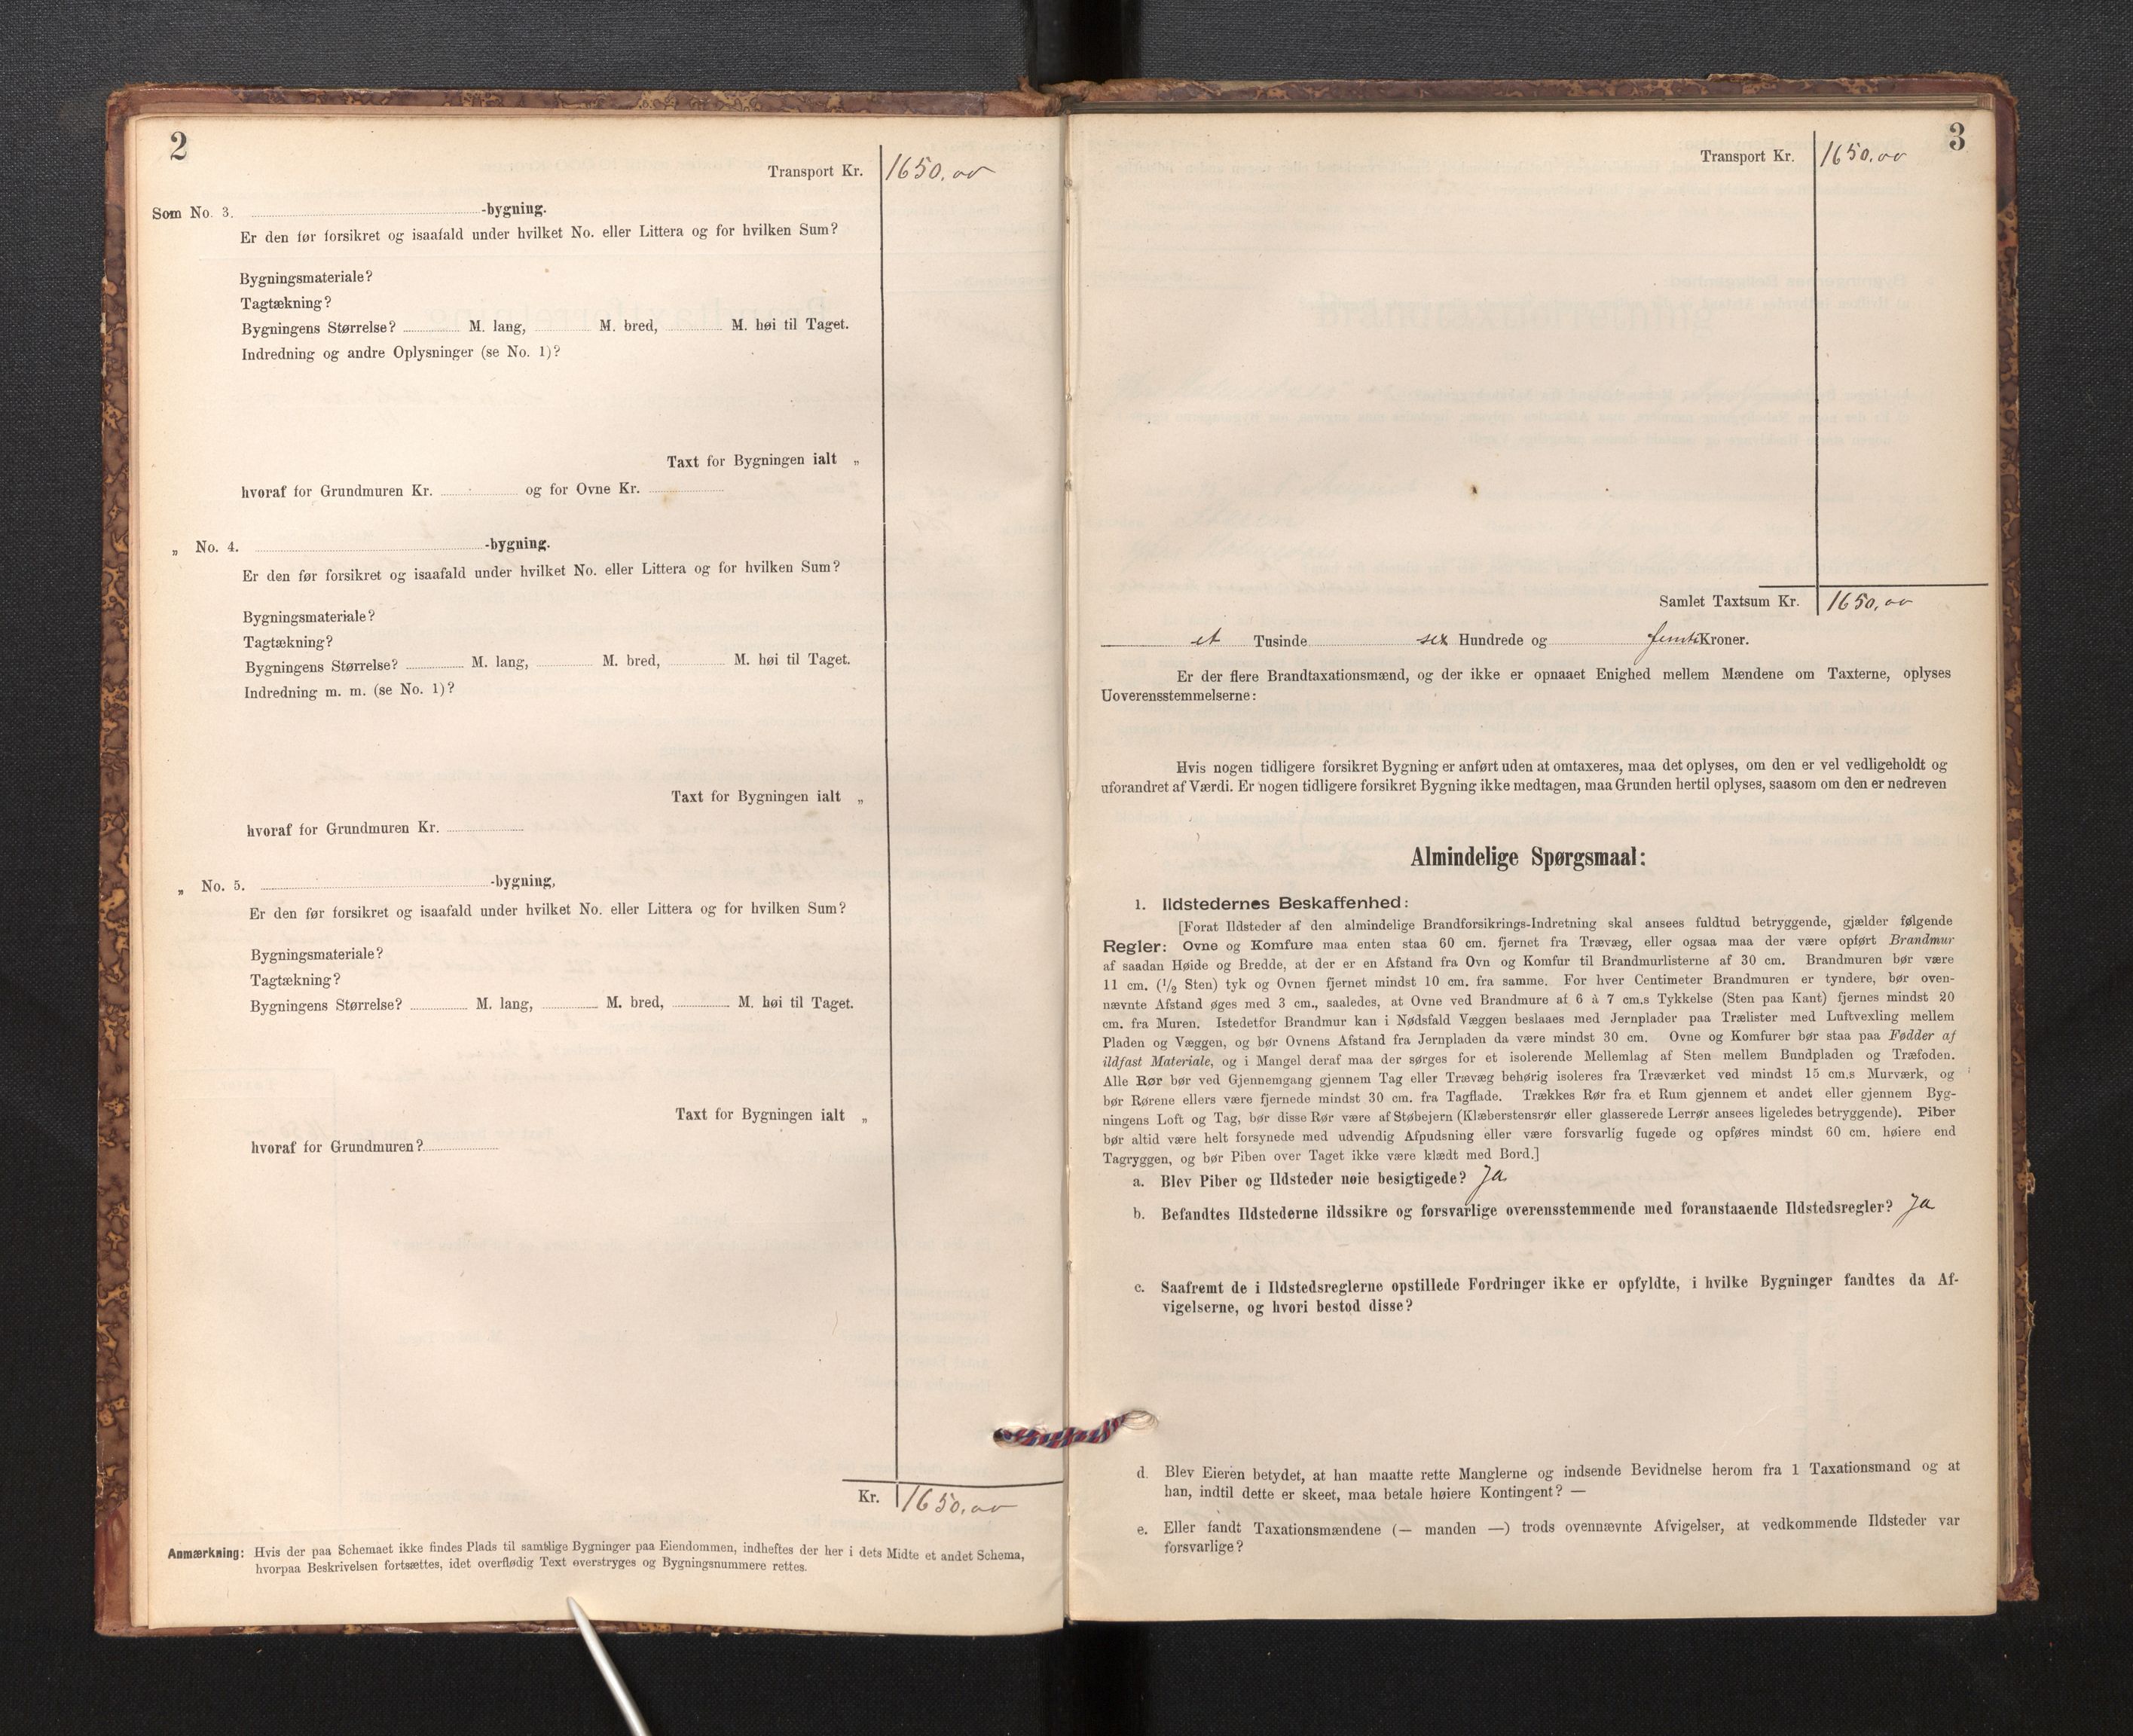 2
Transport Kr. 1650.00
Som No. 3. -bygning.
Er den før forsikret og isaafald under hvilket No. eller Littera og for hvilken Sum?
Bygningsmateriale?
Tagtækning?
Bygningens Størrelse? M. lang, M. bred, M. høi til Taget.
Indredning og andre Oplysninger (se No. 1)?
Taxt for Bygningen ialt „
hvoraf for Grundmuren Kr. og for Ovne Kr.
„ No. 4. -bygning.
Er den før forsikret og isaafald under hvilket No. eller Littera og for hvilken Sum?
Bygningsmateriale?
Tagtækning?
Bygningens Størrelse? M. lang, M. bred, M. høi til Taget.
Indredning m. m. (se No. 1)?
Taxt for Bygningen ialt „
hvoraf for Grundmuren Kr.
„ No. 5. -bygning,
Er den før forsikret og isaafald under hvilket No. eller Littera og for hvilken Sum?
Bygningsmateriale?
Tagtækning?
Bygningens Størrelse? M. lang, M. bred, M. høi til Taget.
Taxt for Bygningen ialt „
hvoraf for Grundmuren?
Kr. 1650.00
Anmærkning: Hvis der paa Schemaet ikke findes Plads til samtlige Bygninger paa Eiendommen, indheftes der her i dets Midte et andet Schema,
hvorpaa Beskrivelsen fortsættes, idet overflødig Text overstryges og Bygningsnummere rettes.
3
Transport Kr. 1650.00
Samlet Taxtsum Kr. 1650.00
et Tusinde sex Hundrede og femti Kroner.
Er der flere Brandtaxationsmænd, og der ikke er opnaaet Enighed mellem Mændene om Taxterne, oplyses
Uoverensstemmelserne:
Hvis nogen tidligere forsikret Bygning er anført uden at omtaxeres, maa det oplyses, om den er vel vedligeholdt og
uforandret af Værdi. Er nogen tidligere forsikret Bygning ikke medtagen, maa Grunden hertil oplyses, saasom om den er nedreven
Almindelige Spørgsmaal:
1. Ildstedernes Beskaffenhed:
[Forat Ildsteder af den almindelige Brandforsikrings-Indretning skal ansees fuldtud betryggende, gjælder følgende
Regler: Ovne og Komfure maa enten staa 60 cm. fjernet fra Trævæg, eller ogsaa maa der være opført Brandmur
af saadan Høide og Bredde, at der er en Afstand fra Ovn og Komfur til Brandmurlisterne af 30 cm. Brandmuren bør være
11 cm. (1/2 Sten) tyk og Ovnen fjernet mindst 10 cm. fra samme. For hver Centimeter Brandmuren er tyndere, bør oven-
nævnte Afstand øges med 3 cm., saaledes, at Ovne ved Brandmure af 6 à 7 cm.s Tykkelse (Sten paa Kant) fjernes mindst 20
cm. fra Muren. Istedetfor Brandmur kan i Nødsfald Væggen beslaaes med Jernplader paa Trælister med Luftvexling mellem
Pladen og Væggen, og bør Ovnens Afstand fra Jernpladen da være mindst 30 cm. Ovne og Komfurer bør staa paa Fødder af
ildfast Materiale, og i Mangel deraf maa der sørges for et isolerende Mellemlag af Sten mellem Bundpladen og Træfoden.
Alle Rør bør ved Gjennemgang gjennem Tag eller Trævæg behørig isoleres fra Træværket ved mindst 15 cm.s Murværk, og
bør Rørene ellers være fjernede mindst 30 cm. fra Tagflade. Trækkes Rør fra et Rum gjennem et andet eller gjennem Byg-
ningens Loft og Tag, bør disse Rør være af Støbejern (Klæberstensrør eller glasserede Lerrør ansees ligeledes betryggende). Piber
bør altid være helt forsynede med udvendig Afpudsning eller være forsvarlig fugede og opføres mindst 60 cm. høiere end
Tagryggen, og bør Piben over Taget ikke være klædt med Bord.]
a. Blev Piber og Ildsteder nøie besigtigede? Ja
b. Befandtes Ildstederne ildssikre og forsvarlige overensstemmende med foranstaaende Ildstedsregler? Ja
c. Saafremt de i Ildstedsreglerne opstillede Fordringer ikke er opfyldte, i hvilke Bygninger fandtes da Af-
vigelserne, og hvori bestod disse?
d. Blev Eieren betydet, at han maatte rette Manglerne og indsende Bevidnelse herom fra 1 Taxationsmand og at
han, indtil dette er skeet, maa betale høiere Kontingent? —
e. Eller fandt Taxationsmændene (— manden —) trods ovennævnte Afvigelser, at vedkommende Ildsteder var
forsvarlige?